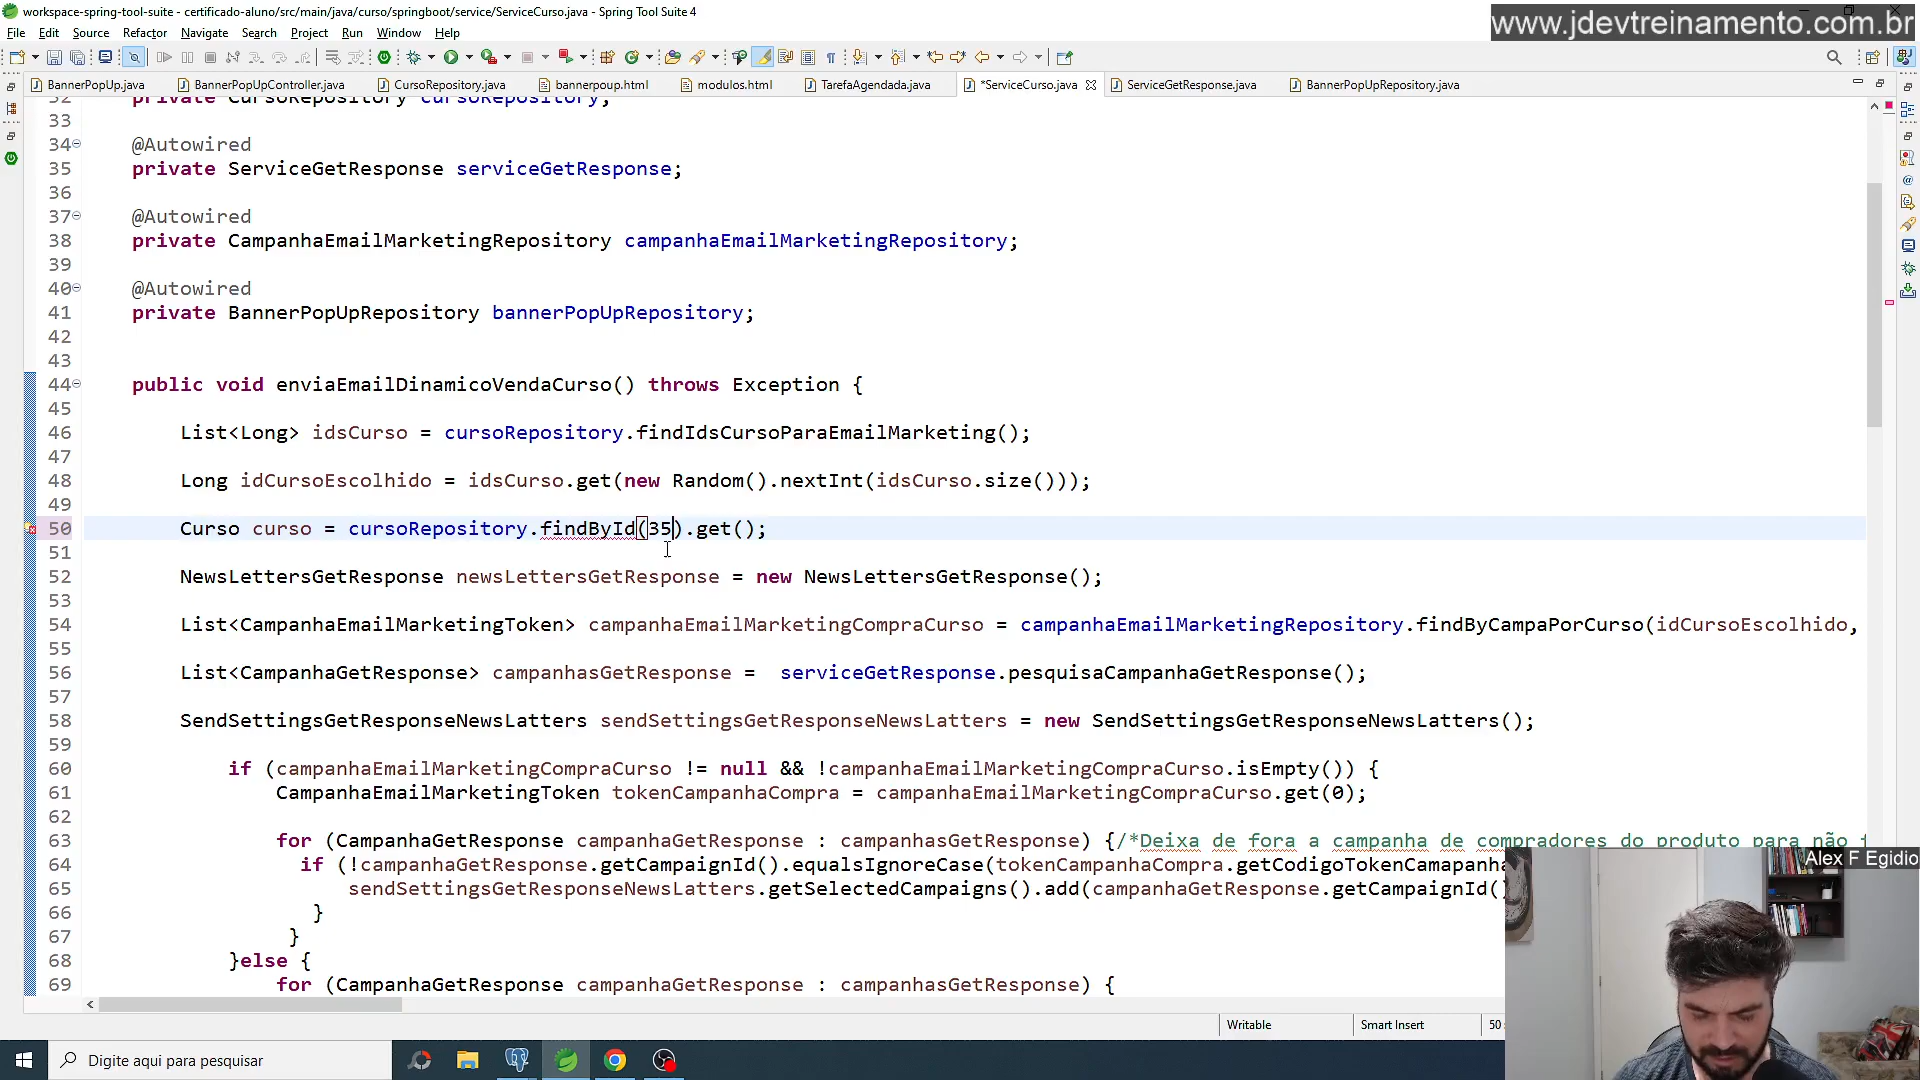 workspace-spring-tool-suite - certificado-aluno/src/main/java/curso/springboot/service/ServiceCurso.java - Spring Tool Suite 4
www.jdevtreinamento.com.br
File Edit Source Refactor Navigate Search Project Run Window Help
BannerPopUp.java BannerPopUpController.java CursoRepository.java bannerpoup.html modulos.html TarefaAgendada.java *ServiceCurso.java ServiceGetResponse.java BannerPopUpRepository.java
32 private CursoRepository cursoRepository;
33
34 @Autowired
35 private ServiceGetResponse serviceGetResponse;
36
37 @Autowired
38 private CampanhaEmailMarketingRepository campanhaEmailMarketingRepository;
39
40 @Autowired
41 private BannerPopUpRepository bannerPopUpRepository;
42
43
44 public void enviaEmailDinamicoVendaCurso() throws Exception {
45
46 List<Long> idsCurso = cursoRepository.findIdsCursoParaEmailMarketing();
47
48 Long idCursoEscolhido = idsCurso.get(new Random().nextInt(idsCurso.size()));
49
50 Curso curso = cursoRepository.findById(35).get();
51
52 NewsLettersGetResponse newsLettersGetResponse = new NewsLettersGetResponse();
53
54 List<CampanhaEmailMarketingToken> campanhaEmailMarketingCompraCurso = campanhaEmailMarketingRepository.findByCampaPorCurso(idCursoEscolhido,
55
56 List<CampanhaGetResponse> campanhasGetResponse = serviceGetResponse.pesquisaCampanhaGetResponse();
57
58 SendSettingsGetResponseNewsLatters sendSettingsGetResponseNewsLatters = new SendSettingsGetResponseNewsLatters();
59
60 if (campanhaEmailMarketingCompraCurso != null && !campanhaEmailMarketingCompraCurso.isEmpty()) {
61 CampanhaEmailMarketingToken tokenCampanhaCompra = campanhaEmailMarketingCompraCurso.get(0);
62
63 for (CampanhaGetResponse campanhaGetResponse : campanhasGetResponse) {/*Deixa de fora a campanha de compradores do produto para não
64 if (!campanhaGetResponse.getCampaignId().equalsIgnoreCase(tokenCampanhaCompra.getCodigoTokenCamapanha
65 sendSettingsGetResponseNewsLatters.getSelectedCampaigns().add(campanhaGetResponse.getCampaignId()
66 }
67 }
68 }else {
69 for (CampanhaGetResponse campanhaGetResponse : campanhasGetResponse) {
Alex F Egidio
Writable Smart Insert 50
Digite aqui para pesquisar